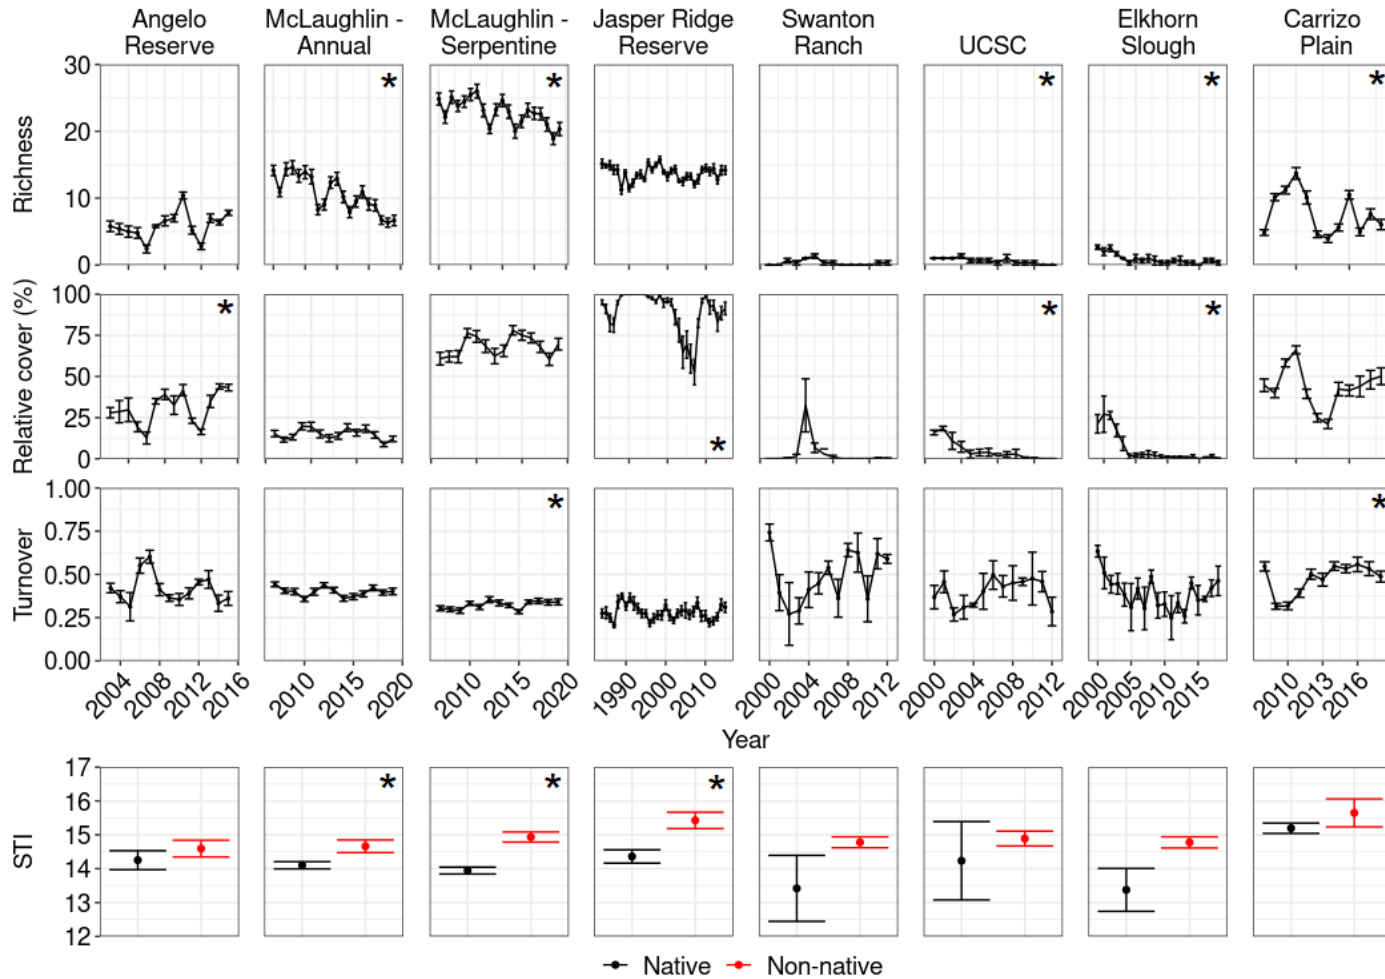 Angelo Reserve
McLaughlin - Annual
McLaughlin - Serpentine
Jasper Ridge Reserve
Swanton Ranch
UCSC
Elkhorn Slough
Carrizo Plain
Richness
30
20
10
0
* * * * *
Relative cover (%)
100
75
50
25
0
* * * *
Turnover
1.00
0.75
0.50
0.25
0.00
* *
2004 2008 2012 2016
2010 2015 2020
2010 2015 2020
1990 2000 2010
2000 2004 2008 2012
2000 2004 2008 2012
2000 2005 2010 2015
2010 2013 2016
Year
STI
17
16
15
14
13
12
* * *
Native Non-native